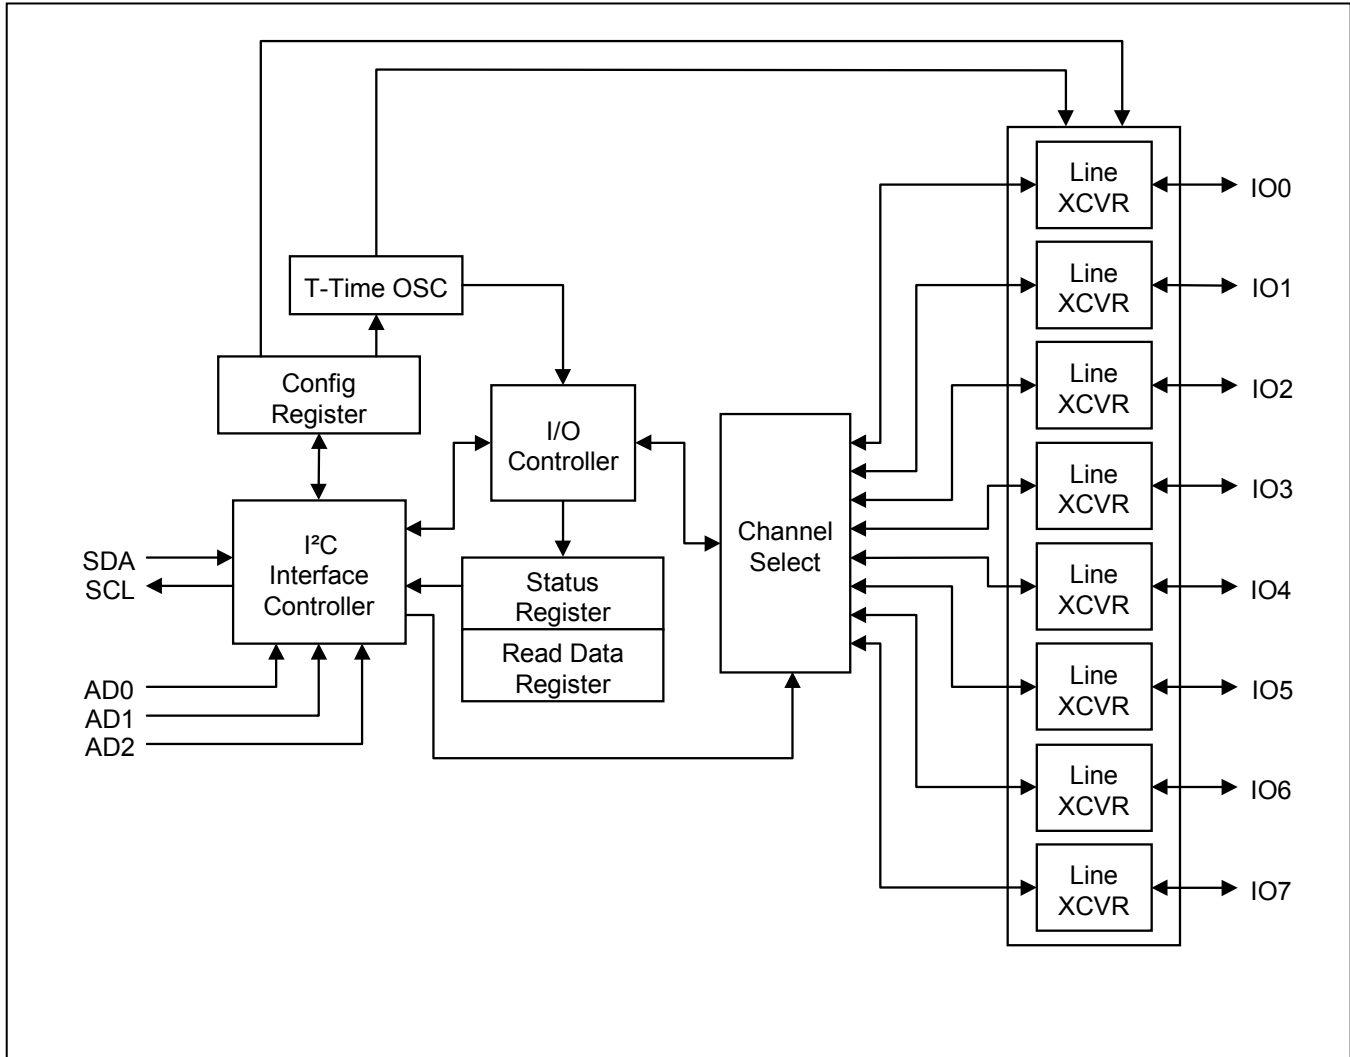 Line
XCVR
IO0
T-Time OSC
Line
XCVR
IO1
Config
Register
Line
XCVR
IO2
I/O
Controller
Line
XCVR
IO3
SDA
SCL
I²C
Interface
Controller
Status
Register
Channel
Select
Line
XCVR
IO4
Read Data
Register
AD0
AD1
AD2
Line
XCVR
IO5
Line
XCVR
IO6
Line
XCVR
IO7